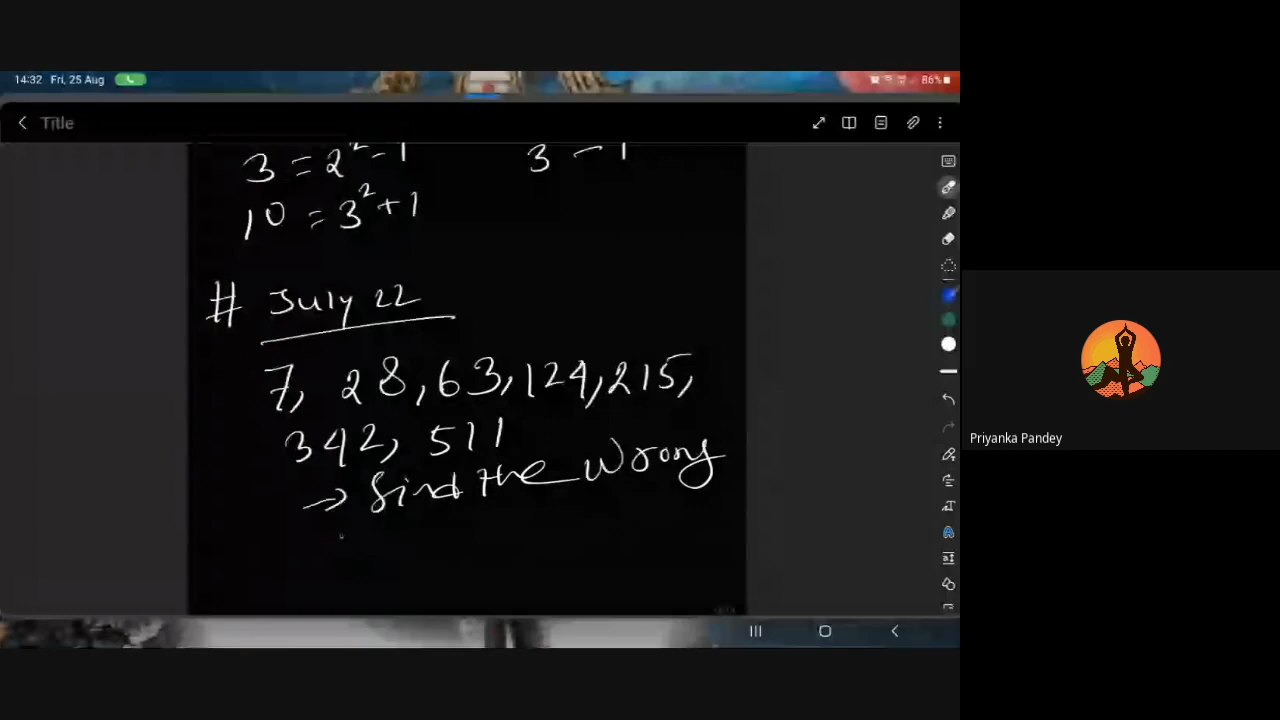 14:32 Fri, 25 Aug
86%
Title
3 = 2² - 1
3 - 1
10 = 3² + 1
# July 22
7, 28, 63, 124, 215,
342, 511
→ find the wrong
Priyanka Pandey